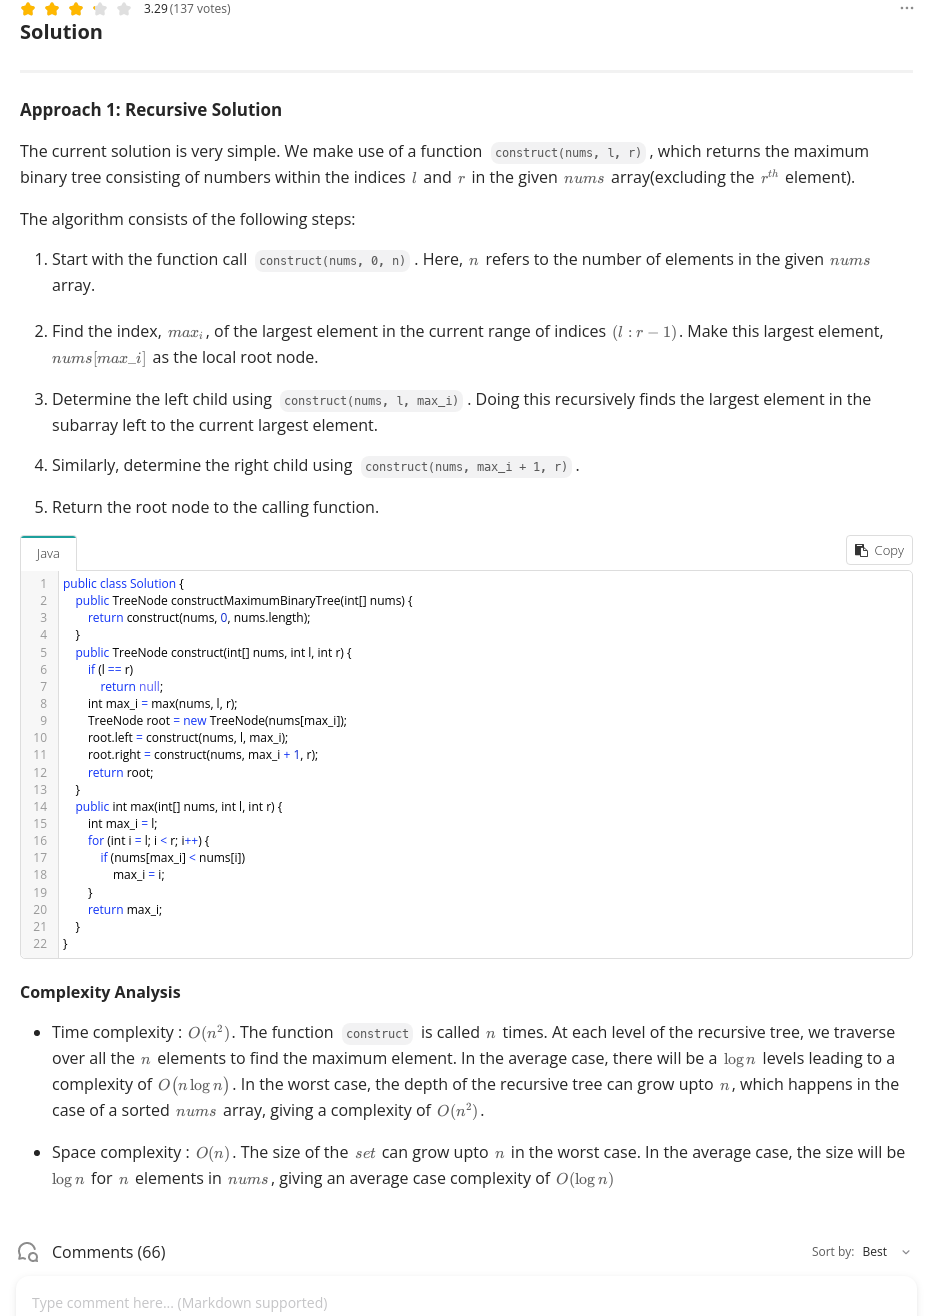 3.29 (137 votes)
...
Solution
Approach 1: Recursive Solution
The current solution is very simple. We make use of a function construct(nums, l, r) , which returns the maximum
binary tree consisting of numbers within the indices l and r in the given nums array(excluding the r^th element).
The algorithm consists of the following steps:
1. Start with the function call construct(nums, 0, n) . Here, n refers to the number of elements in the given nums
array.
2. Find the index, max_i, of the largest element in the current range of indices (l : r − 1). Make this largest element,
nums[max_i] as the local root node.
3. Determine the left child using construct(nums, l, max_i) . Doing this recursively finds the largest element in the
subarray left to the current largest element.
4. Similarly, determine the right child using construct(nums, max_i + 1, r) .
5. Return the root node to the calling function.
Java
Copy
1 public class Solution {
2 public TreeNode constructMaximumBinaryTree(int[] nums) {
3 return construct(nums, 0, nums.length);
4 }
5 public TreeNode construct(int[] nums, int l, int r) {
6 if (l == r)
7 return null;
8 int max_i = max(nums, l, r);
9 TreeNode root = new TreeNode(nums[max_i]);
10 root.left = construct(nums, l, max_i);
11 root.right = construct(nums, max_i + 1, r);
12 return root;
13 }
14 public int max(int[] nums, int l, int r) {
15 int max_i = l;
16 for (int i = l; i < r; i++) {
17 if (nums[max_i] < nums[i])
18 max_i = i;
19 }
20 return max_i;
21 }
22 }
Complexity Analysis
• Time complexity : O(n²). The function construct is called n times. At each level of the recursive tree, we traverse
over all the n elements to find the maximum element. In the average case, there will be a log n levels leading to a
complexity of O(n log n). In the worst case, the depth of the recursive tree can grow upto n, which happens in the
case of a sorted nums array, giving a complexity of O(n²).
• Space complexity : O(n). The size of the set can grow upto n in the worst case. In the average case, the size will be
log n for n elements in nums, giving an average case complexity of O(log n)
Comments (66)
Sort by: Best
Type comment here... (Markdown supported)